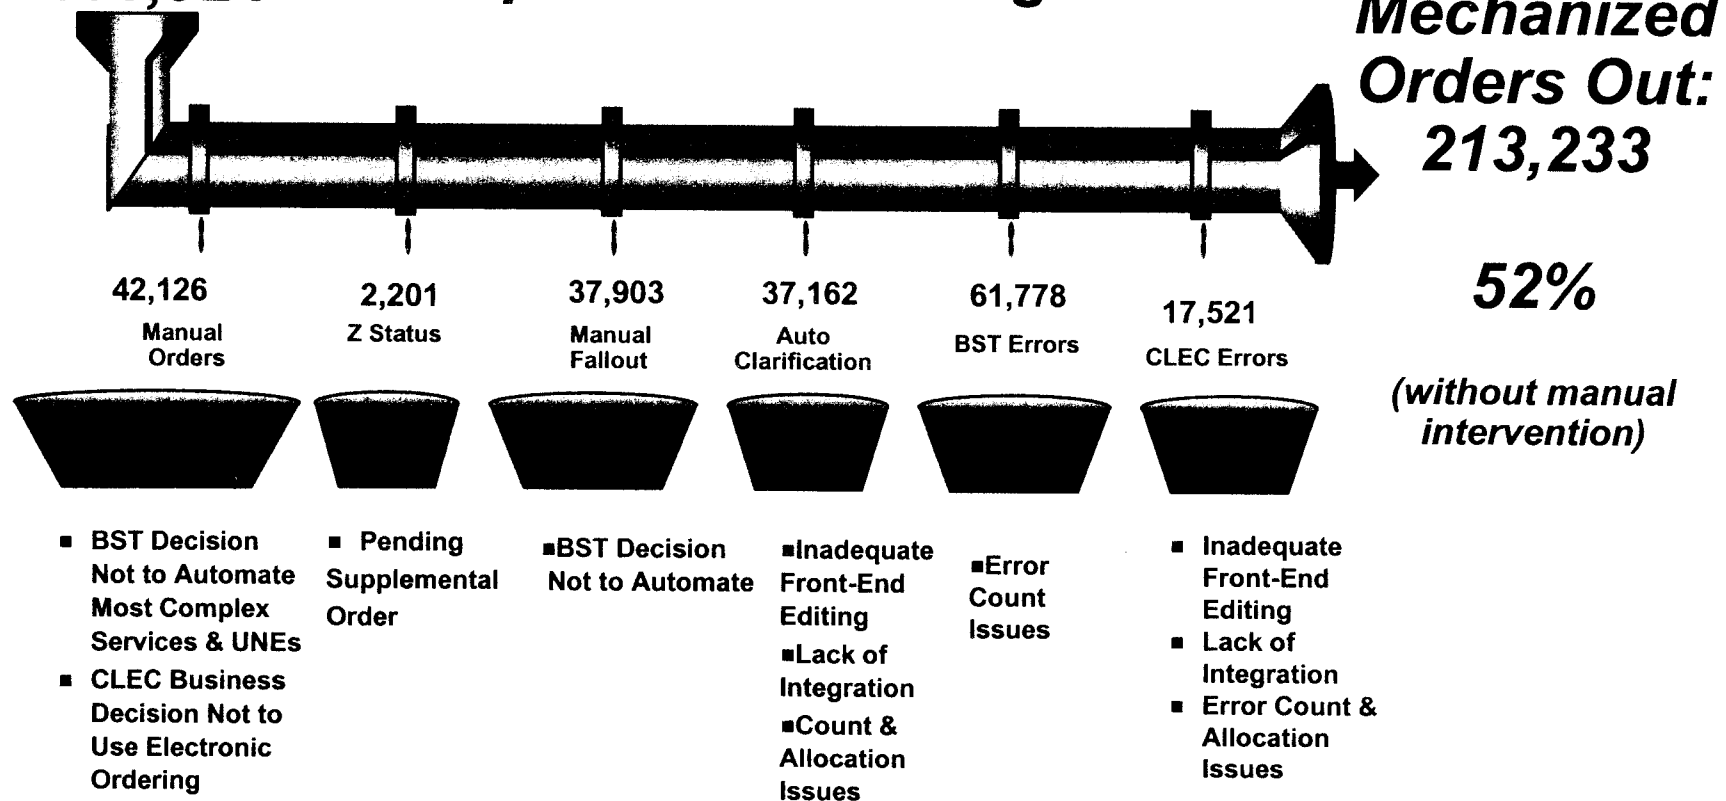 Mechanized
Orders Out:
213,233
52%
(without manual
intervention)
42,126
Manual
Orders
2,201
Z Status
37,903
Manual
Fallout
37,162
Auto
Clarification
61,778
BST Errors
17,521
CLEC Errors
▪ BST Decision
Not to Automate
Most Complex
Services & UNEs
▪ CLEC Business
Decision Not to
Use Electronic
Ordering
▪ Pending
Supplemental
Order
▪BST Decision
Not to Automate
▪Inadequate
Front-End
Editing
▪Lack of
Integration
▪Count &
Allocation
Issues
▪Error
Count
Issues
▪ Inadequate
Front-End
Editing
▪ Lack of
Integration
▪ Error Count &
Allocation
Issues